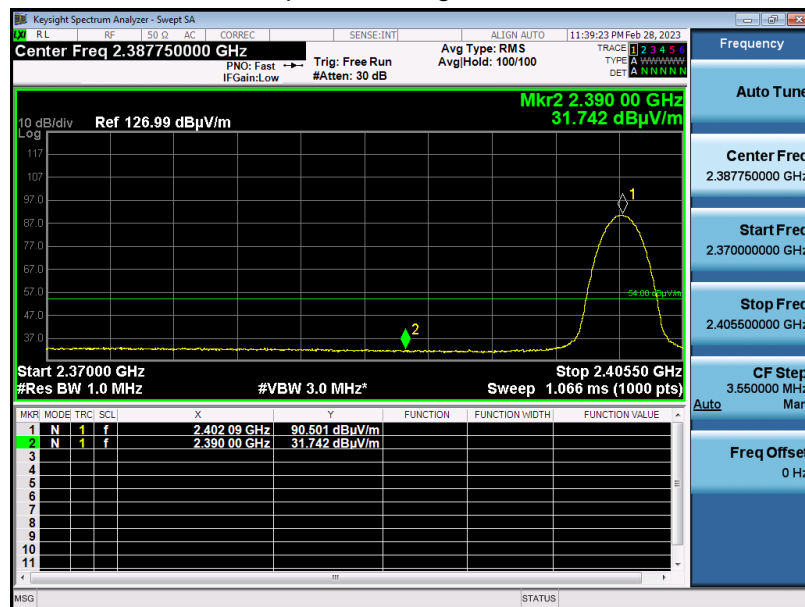 Keysight Spectrum Analyzer - Swept SA
LXI RL RF 50 Ω AC CORREC SENSE:INT ALIGN AUTO 11:39:23 PM Feb 28, 2023
Center Freq 2.387750000 GHz
PNO: Fast
IFGain:Low
Trig: Free Run
#Atten: 30 dB
Avg Type: RMS
Avg|Hold: 100/100
TRACE 1 2 3 4 5 6
TYPE A WWWWW
DET A N N N N N
Mkr2 2.390 00 GHz
31.742 dBµV/m
10 dB/div Ref 126.99 dBµV/m
Log
117
107
97.0
87.0
77.0
67.0
57.0
47.0
37.0
1
54.00 dBµV/m
2
Start 2.37000 GHz Stop 2.40550 GHz
#Res BW 1.0 MHz #VBW 3.0 MHz* Sweep 1.066 ms (1000 pts)
MKR MODE TRC SCL X Y FUNCTION FUNCTION WIDTH FUNCTION VALUE
1 N 1 f 2.402 09 GHz 90.501 dBµV/m
2 N 1 f 2.390 00 GHz 31.742 dBµV/m
3
4
5
6
7
8
9
10
11
MSG STATUS
Frequency
Auto Tune
Center Freq
2.387750000 GHz
Start Freq
2.370000000 GHz
Stop Freq
2.405500000 GHz
CF Step
3.550000 MHz
Auto Man
Freq Offset
0 Hz